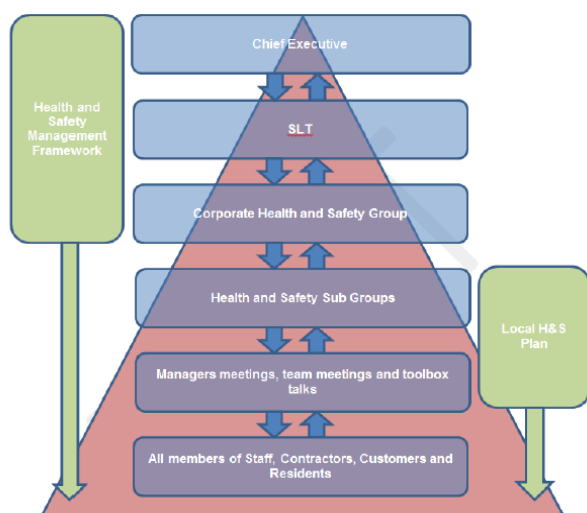 Chief Executive
Health and
Safety
Management
Framework
SLT
Corporate Health and Safety Group
Health and Safety Sub Groups
Local H&S
Plan
Managers meetings, team meetings and toolbox
talks
All members of Staff, Contractors, Customers and
Residents